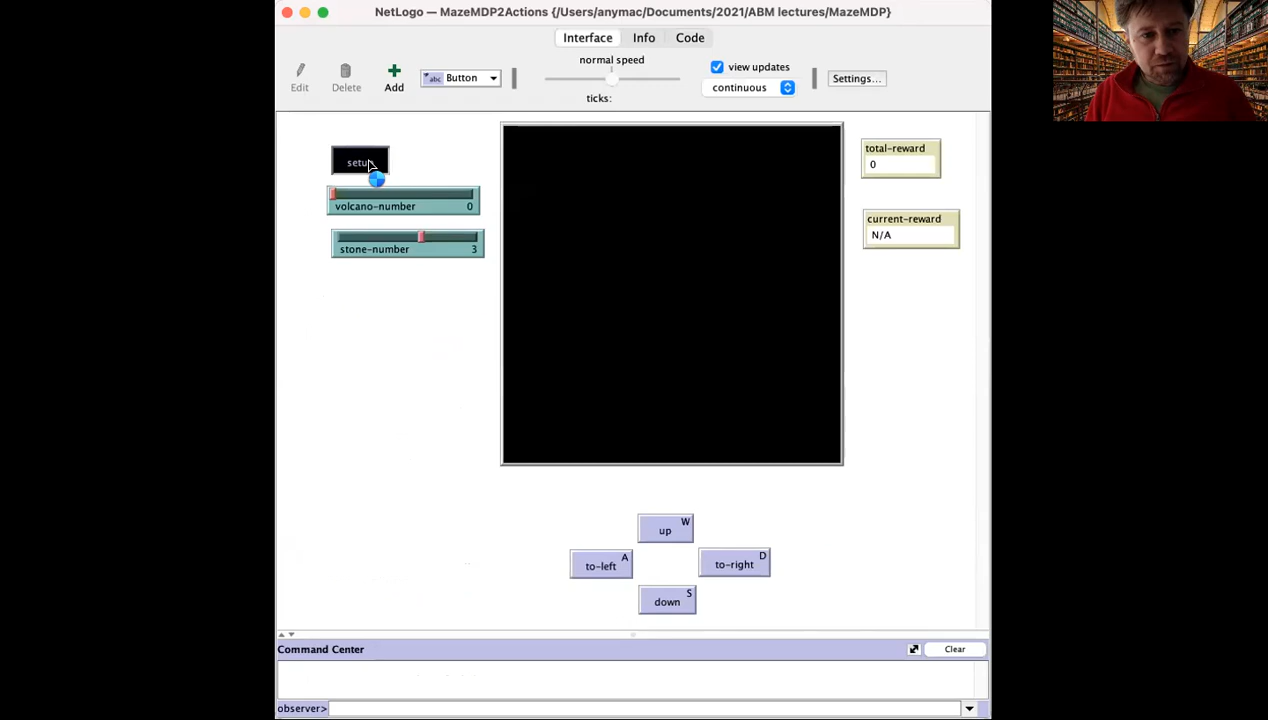 NetLogo — MazeMDP2Actions {/Users/anymac/Documents/2021/ABM lectures/MazeMDP}
Interface Info Code
normal speed
Edit Delete Add abc Button
view updates
continuous
Settings...
ticks:
setup
volcano-number 0
stone-number 3
total-reward
0
current-reward
N/A
up W
to-left A
to-right D
down S
Command Center
Clear
observer>